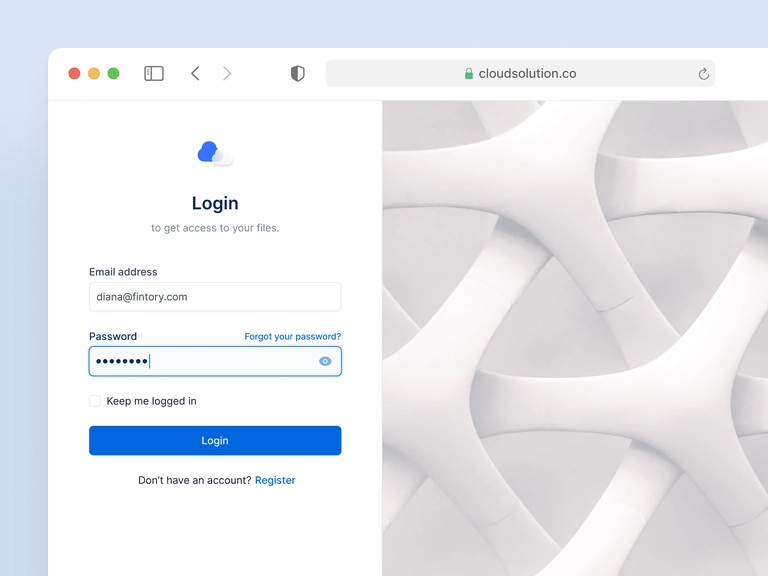 cloudsolution.co
Login
to get access to your files.
Email address
diana@fintory.com
Password Forgot your password?
••••••••
Keep me logged in
Login
Don't have an account? Register